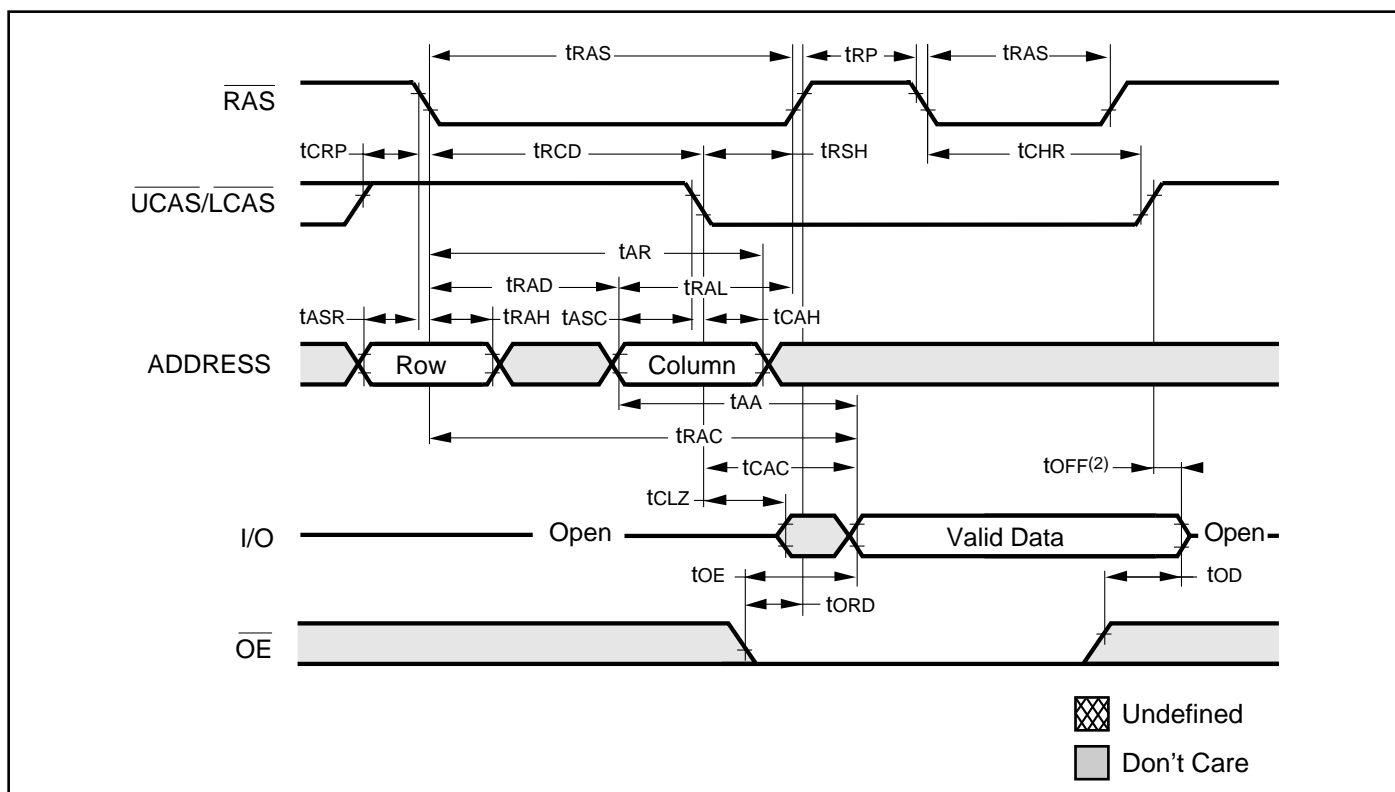 tRAS tRP tRAS
RAS
tCRP tRCD tRSH tCHR
UCAS/LCAS
tAR
tRAD tRAL
tASR tRAH tASC tCAH
ADDRESS Row Column
tAA
tRAC
tCAC tOFF(2)
tCLZ
I/O Open Valid Data Open
tOE tORD tOD
OE
Undefined
Don't Care